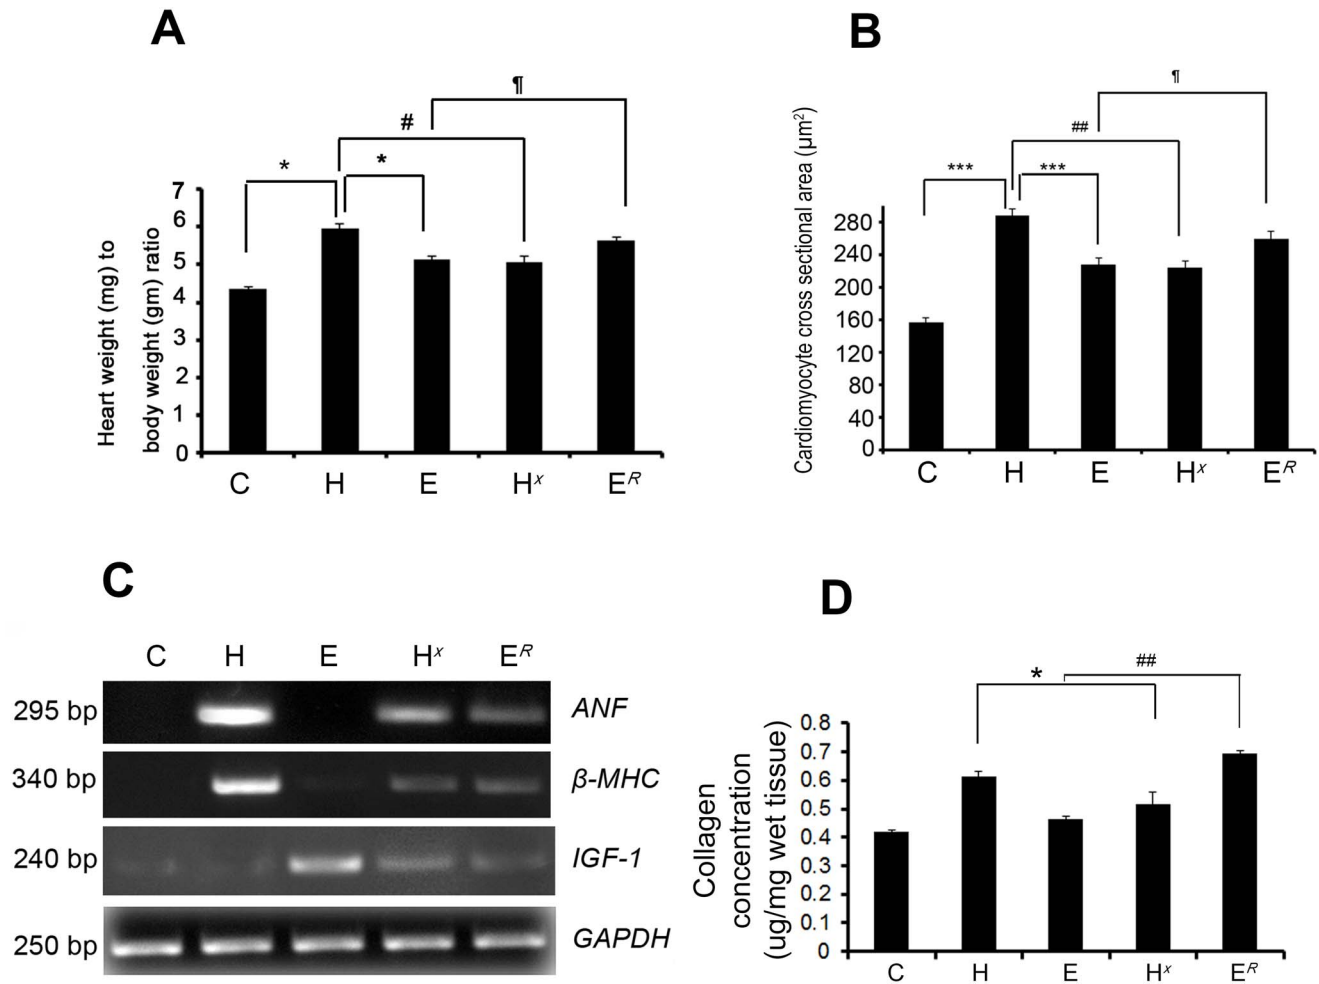 A
¶
#
*
*
7
6
5
4
3
2
1
0
Heart weight (mg) to
body weight (gm) ratio
C H E Hx ER
B
¶
##
***
***
280
240
200
160
120
80
40
0
Cardiomyocyte cross sectional area (µm²)
C H E Hx ER
C
C H E Hx ER
295 bp ANF
340 bp β-MHC
240 bp IGF-1
250 bp GAPDH
D
##
*
0.8
0.7
0.6
0.5
0.4
0.3
0.2
0.1
0
Collagen
concentration
(ug/mg wet tissue)
C H E Hx ER